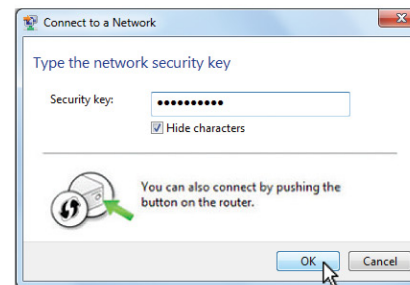 Connect to a Network
Type the network security key
Security key: ••••••••••
Hide characters
You can also connect by pushing the
button on the router.
OK Cancel